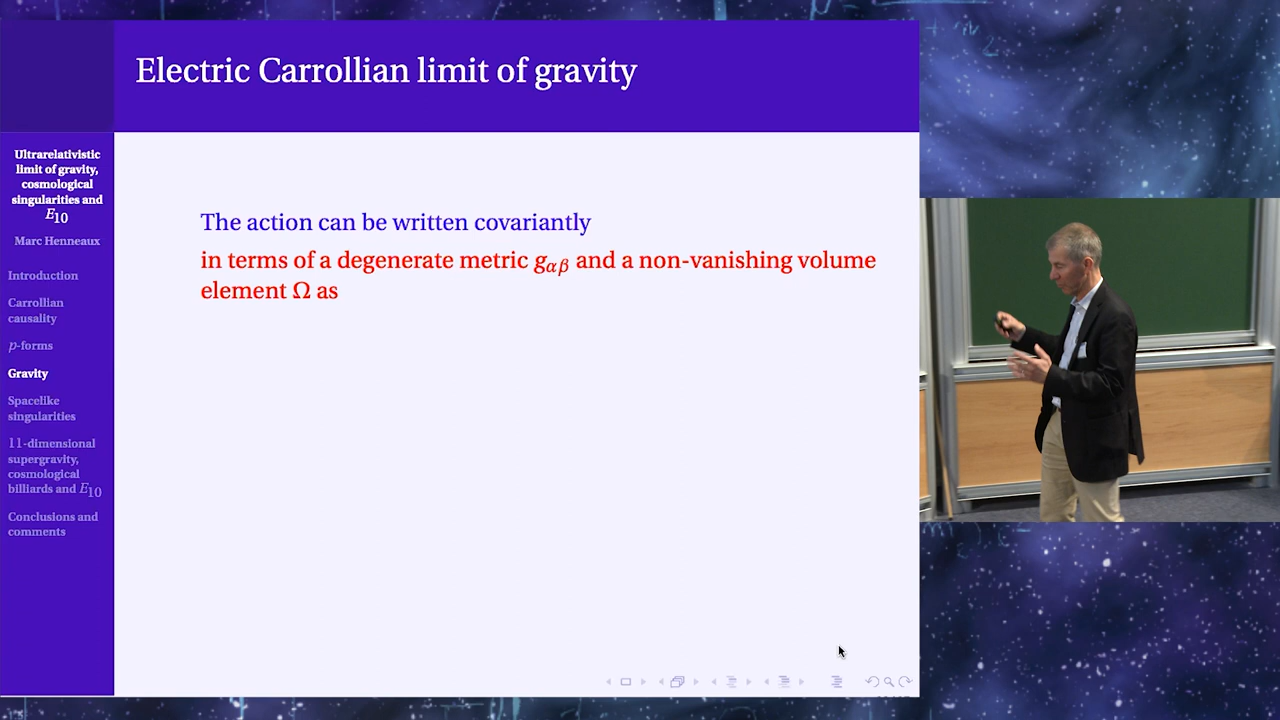 Electric Carrollian limit of gravity
Ultrarelativistic
limit of gravity,
cosmological
singularities and
E10
Marc Henneaux
Introduction
Carrollian
causality
p-forms
Gravity
Spacelike
singularities
11-dimensional
supergravity,
cosmological
billiards and E10
Conclusions and
comments
The action can be written covariantly
in terms of a degenerate metric gαβ and a non-vanishing volume
element Ω as